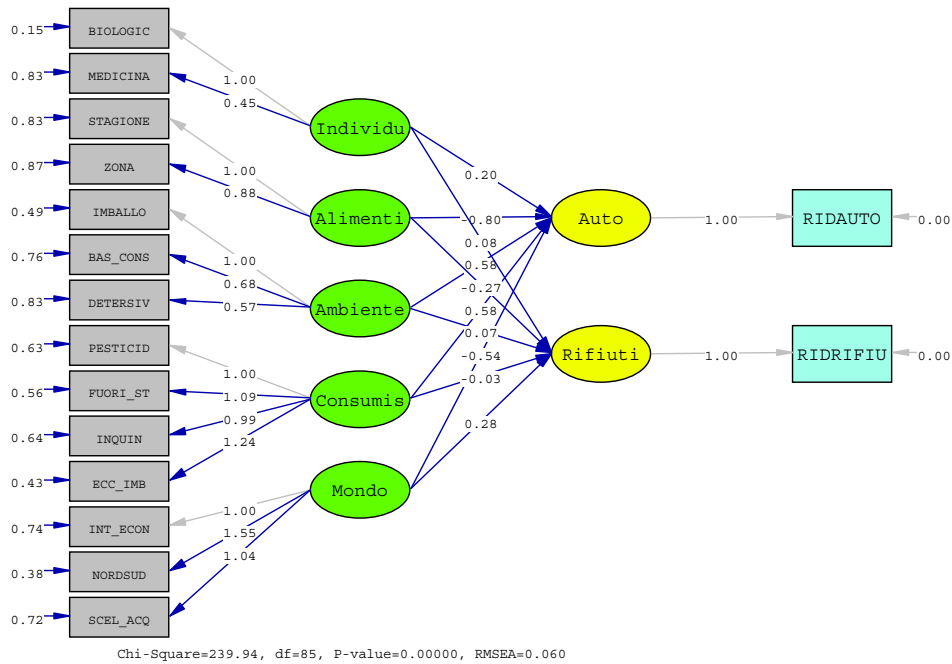 0.15 BIOLOGIC
0.83 MEDICINA
0.83 STAGIONE
0.87 ZONA
0.49 IMBALLO
0.76 BAS_CONS
0.83 DETERSIV
0.63 PESTICID
0.56 FUORI_ST
0.64 INQUIN
0.43 ECC_IMB
0.74 INT_ECON
0.38 NORDSUD
0.72 SCEL_ACQ
1.00
0.45
1.00
0.88
1.00
0.68
0.57
1.00
1.09
0.99
1.24
1.00
1.55
1.04
Individu
Alimenti
Ambiente
Consumis
Mondo
0.20
-0.80
0.08
0.58
-0.27
0.58
0.07
-0.54
-0.03
0.28
Auto
Rifiuti
1.00
1.00
RIDAUTO 0.00
RIDRIFIU 0.00
Chi-Square=239.94, df=85, P-value=0.00000, RMSEA=0.060